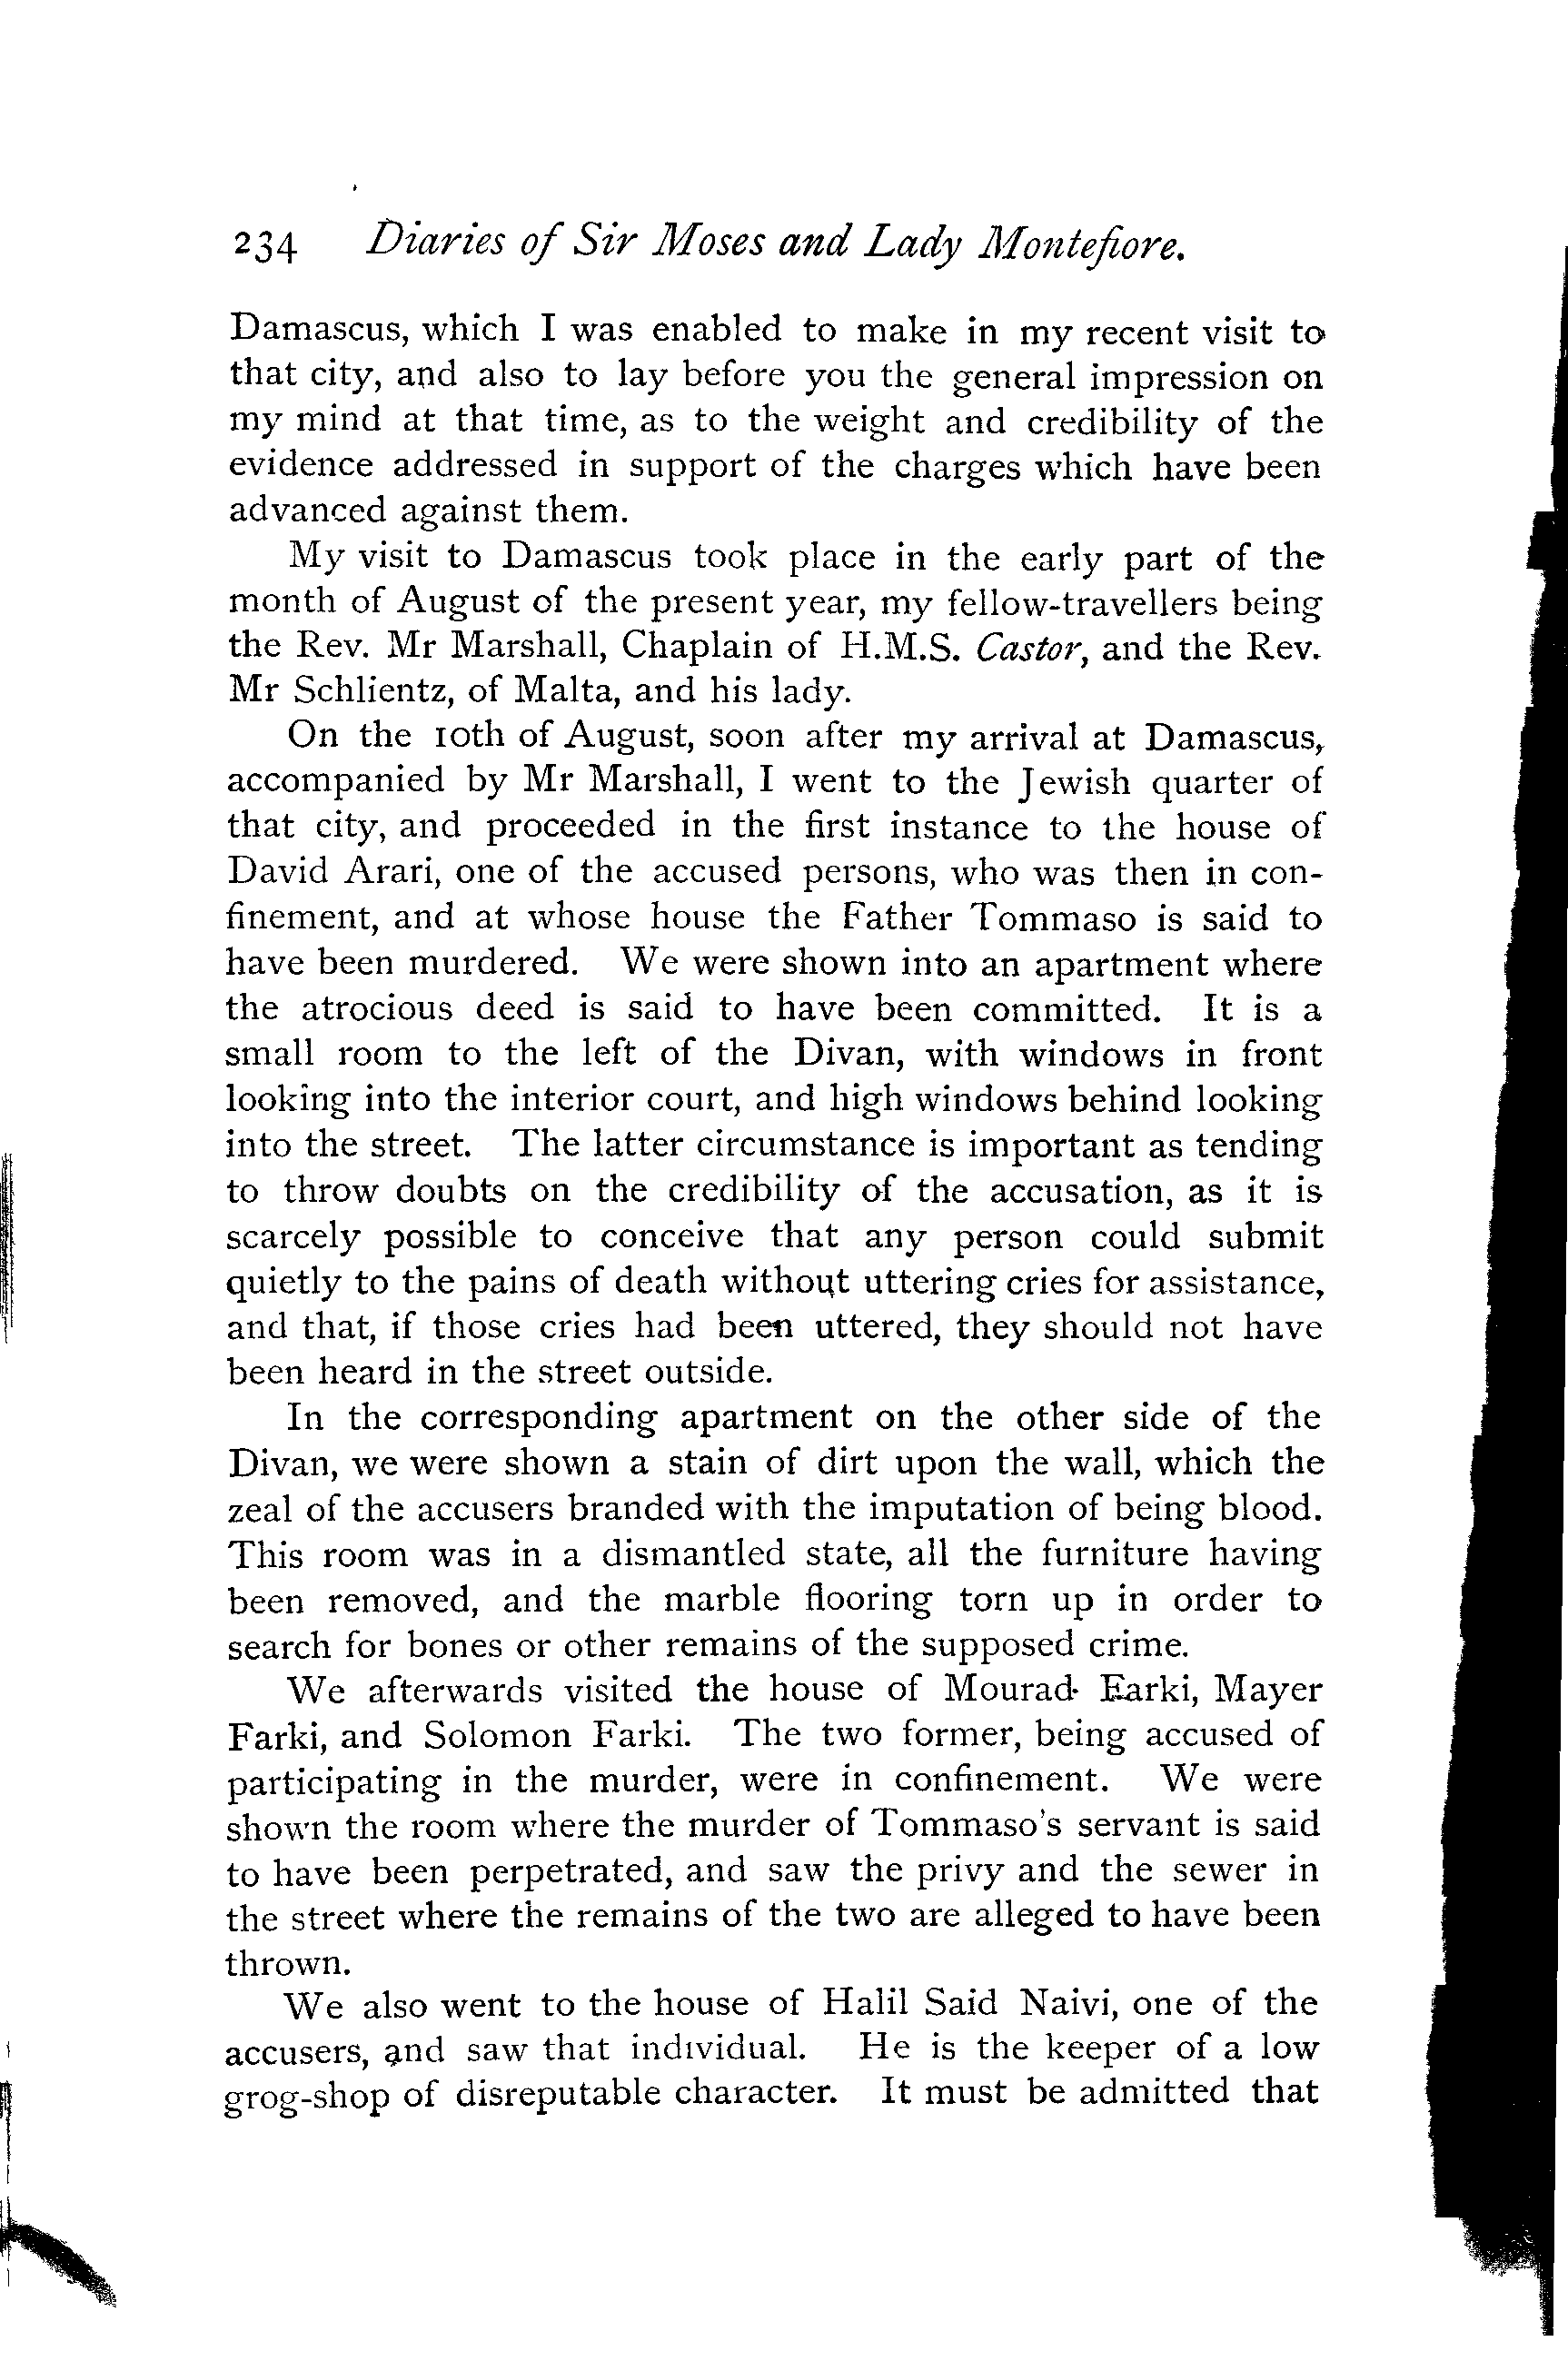 234 Diaries of Sir Moses and Lady Montefiore.
Damascus, which I was enabled to make in my recent visit to
that city, and also to lay before you the general impression on
my mind at that time, as to the weight and credibility of the
evidence addressed in support of the charges which have been
advanced against them.
My visit to Damascus took place in the early part of the
month of August of the present year, my fellow-travellers being
the Rev. Mr Marshall, Chaplain of H.M.S. Castor, and the Rev.
Mr Schlientz, of Malta, and his lady.
On the 10th of August, soon after my arrival at Damascus,
accompanied by Mr Marshall, I went to the Jewish quarter of
that city, and proceeded in the first instance to the house of
David Arari, one of the accused persons, who was then in con-
finement, and at whose house the Father Tommaso is said to
have been murdered. We were shown into an apartment where
the atrocious deed is said to have been committed. It is a
small room to the left of the Divan, with windows in front
looking into the interior court, and high windows behind looking
into the street. The latter circumstance is important as tending
to throw doubts on the credibility of the accusation, as it is
scarcely possible to conceive that any person could submit
quietly to the pains of death without uttering cries for assistance,
and that, if those cries had been uttered, they should not have
been heard in the street outside.
In the corresponding apartment on the other side of the
Divan, we were shown a stain of dirt upon the wall, which the
zeal of the accusers branded with the imputation of being blood.
This room was in a dismantled state, all the furniture having
been removed, and the marble flooring torn up in order to
search for bones or other remains of the supposed crime.
We afterwards visited the house of Mourad Farki, Mayer
Farki, and Solomon Farki. The two former, being accused of
participating in the murder, were in confinement. We were
shown the room where the murder of Tommaso's servant is said
to have been perpetrated, and saw the privy and the sewer in
the street where the remains of the two are alleged to have been
thrown.
We also went to the house of Halil Said Naivi, one of the
accusers, and saw that individual. He is the keeper of a low
grog-shop of disreputable character. It must be admitted that